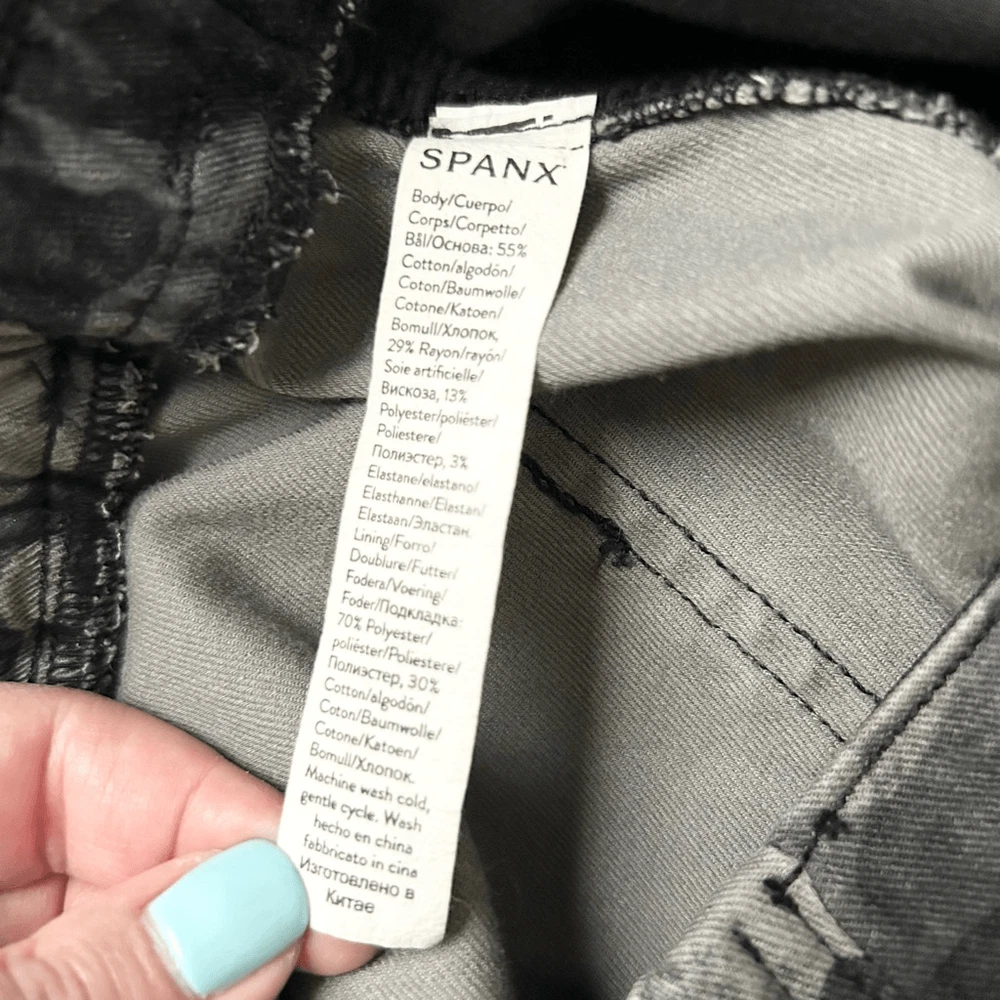 SPANX
Body/Cuerpo/
Corps/Corpetto/
Bål/Основа: 55%
Cotton/algodón/
Coton/Baumwolle/
Cotone/Katoen/
Bomull/Хлопок,
29% Rayon/rayón/
Soie artificielle/
Вискоза, 13%
Polyester/poliéster/
Poliestere/
Полиэстер, 3%
Elastane/elastano/
Elasthanne/Elastan/
Elastaan/Эластан.
Lining/Forro/
Doublure/Futter/
Fodera/Voering/
Foder/Подкладка:
70% Polyester/
poliéster/Poliestere/
Полиэстер, 30%
Cotton/algodón/
Coton/Baumwolle/
Cotone/Katoen/
Bomull/Хлопок.
Machine wash cold,
gentle cycle. Wash
hecho en china
fabbricato in cina
Изготовлено в
Китае